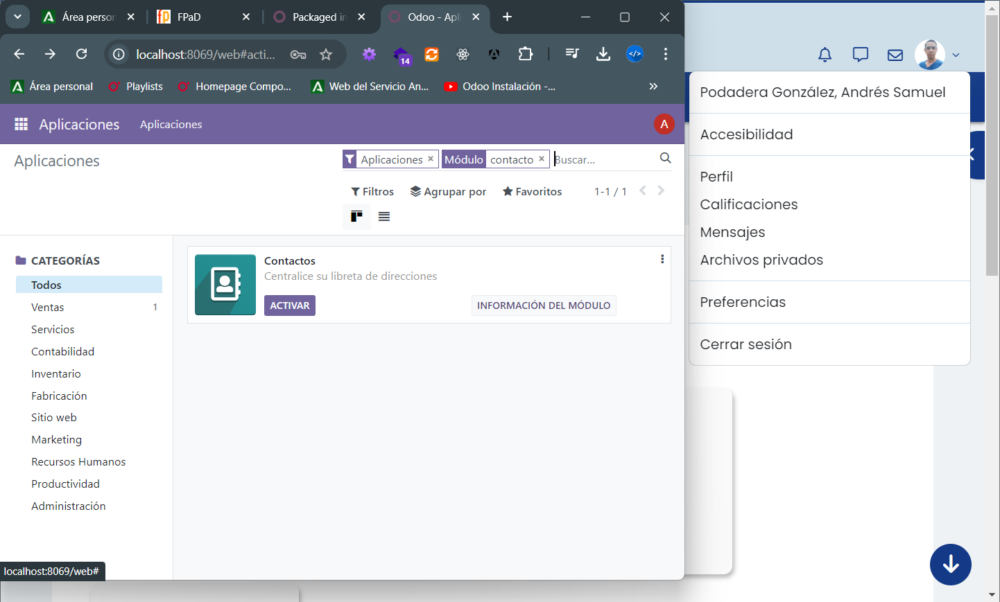 Área person
FPaD
Packaged in
Odoo - Apli
localhost:8069/web#acti...
14
Área personal
Playlists
Homepage Compo...
Web del Servicio An...
Odoo Instalación -...
Aplicaciones
Aplicaciones
A
Aplicaciones
Aplicaciones
Módulo
contacto
Buscar...
Filtros
Agrupar por
Favoritos
1-1 / 1
CATEGORÍAS
Todos
Ventas 1
Servicios
Contabilidad
Inventario
Fabricación
Sitio web
Marketing
Recursos Humanos
Productividad
Administración
Contactos
Centralice su libreta de direcciones
ACTIVAR
INFORMACIÓN DEL MÓDULO
localhost:8069/web#
Podadera González, Andrés Samuel
Accesibilidad
Perfil
Calificaciones
Mensajes
Archivos privados
Preferencias
Cerrar sesión